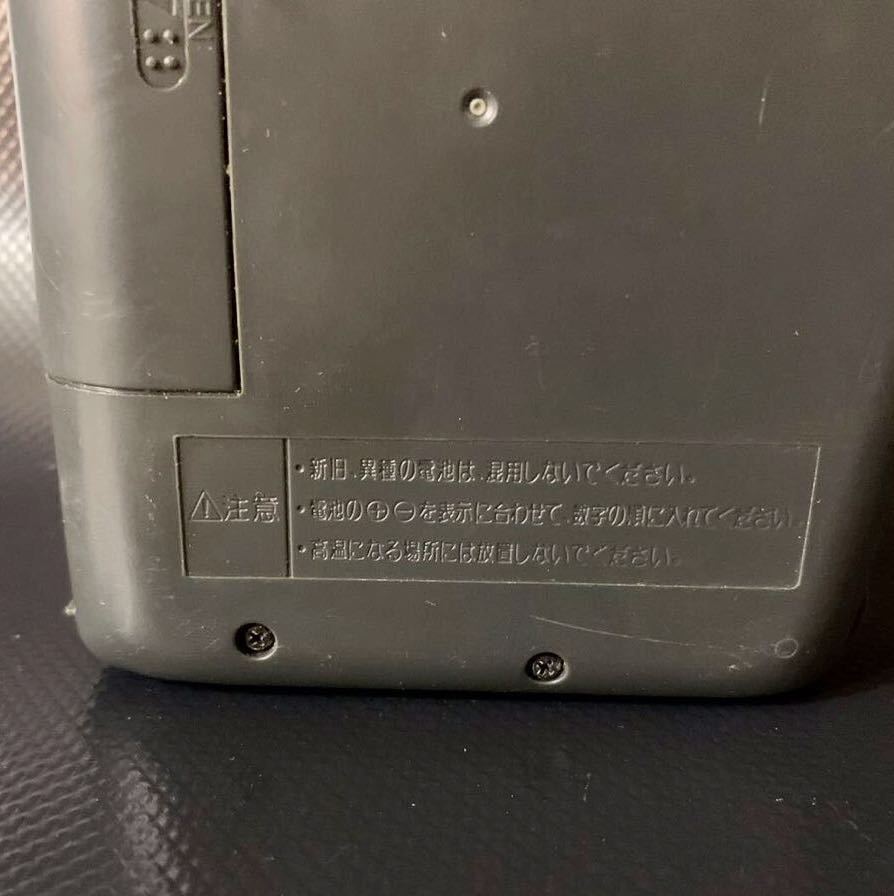 EN
⚠注意
・新旧、異種の電池は、混用しないでください。
・電池の⊕⊖を表示に合わせて、数字の順に入れてください
・高温になる場所には放置しないでください。